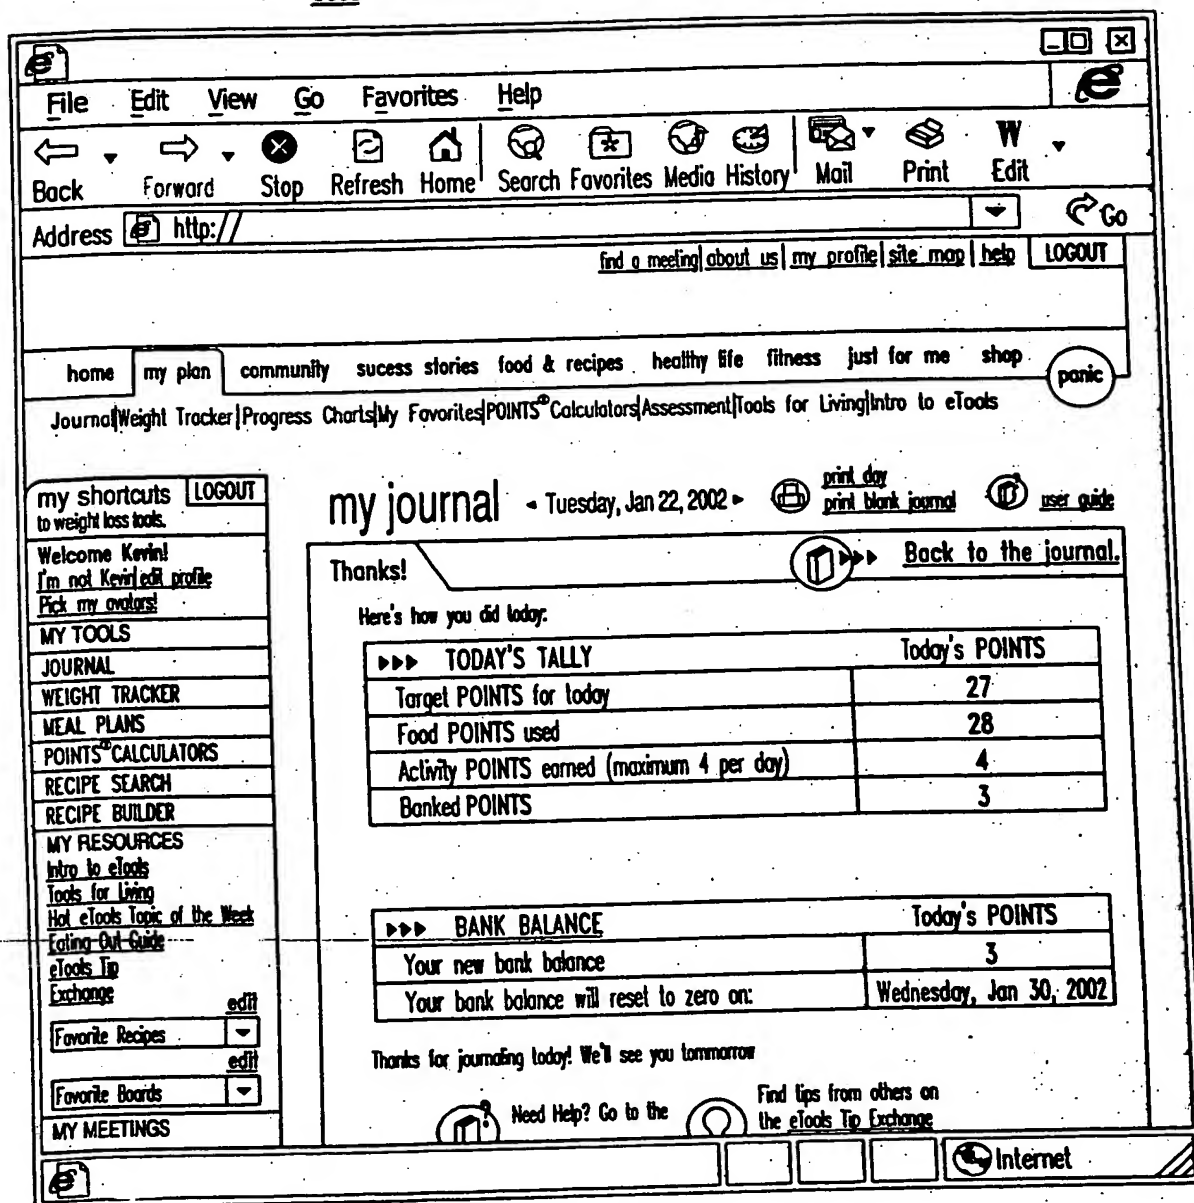 File Edit View Go Favorites Help
Back Forward Stop Refresh Home Search Favorites Media History Mail Print Edit
Address http:// Go
find a meeting|about us|my profile|site map|help LOGOUT
home my plan community sucess stories food & recipes healthy life fitness just for me shop panic
Journal|Weight Tracker|Progress Charts|My Favorites|POINTS® Calculators|Assessment|Tools for Living|Intro to eTools
my shortcuts LOGOUT
to weight loss tools.
Welcome Kevin!
I'm not Kevin|edit profile
Pick my avatars!
MY TOOLS
JOURNAL
WEIGHT TRACKER
MEAL PLANS
POINTS® CALCULATORS
RECIPE SEARCH
RECIPE BUILDER
MY RESOURCES
Intro to eTools
Tools for Living
Hot eTools Topic of the Week
Eating Out Guide
eTools Tip
Exchange
edit
Favorite Recipes
edit
Favorite Boards
MY MEETINGS
my journal Tuesday, Jan 22, 2002
print day
print blank journal
user guide
Thanks! Back to the journal.
Here's how you did today:
TODAY'S TALLY Today's POINTS
Target POINTS for today 27
Food POINTS used 28
Activity POINTS earned (maximum 4 per day) 4
Banked POINTS 3
BANK BALANCE Today's POINTS
Your new bank balance 3
Your bank balance will reset to zero on: Wednesday, Jan 30, 2002
Thanks for journaling today! We'll see you tommorrow
Need Help? Go to the
Find tips from others on
the eTools Tip Exchange
Internet